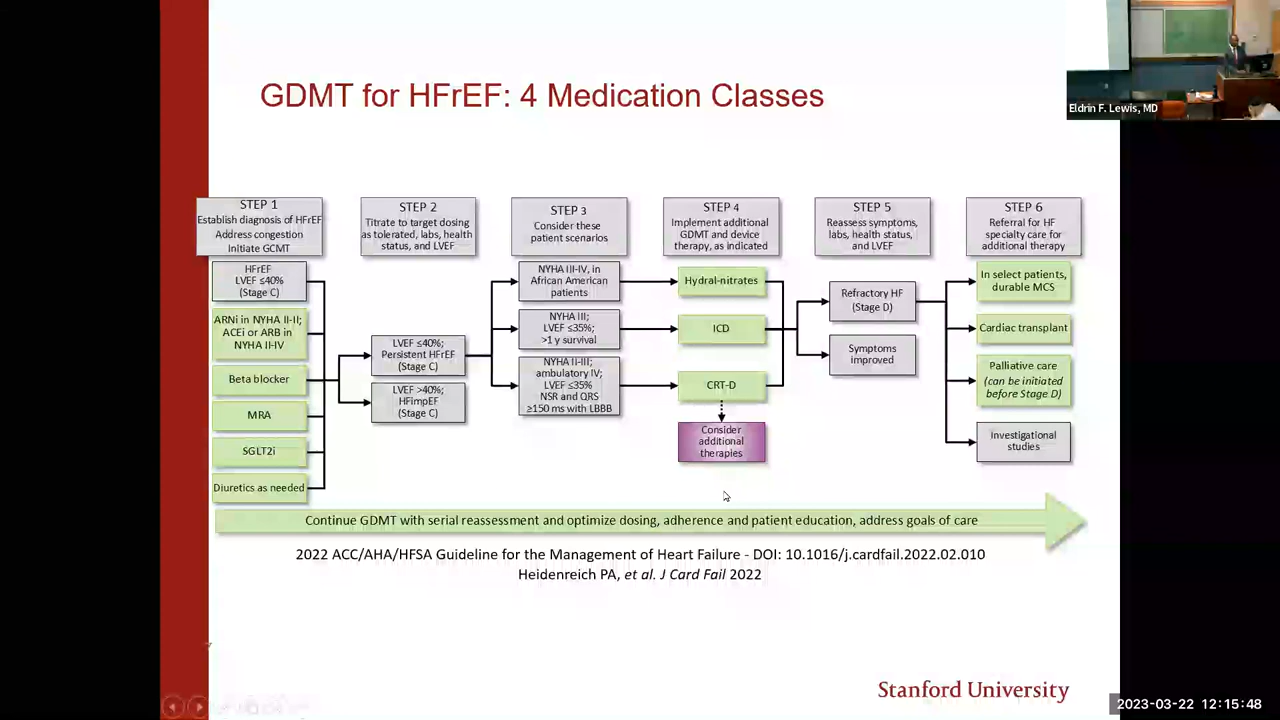 GDMT for HFrEF: 4 Medication Classes
Eldrin F. Lewis, MD
STEP 1
Establish diagnosis of HFrEF
Address congestion
Initiate GCMT
STEP 2
Titrate to target dosing
as tolerated, labs, health
status, and LVEF
STEP 3
Consider these
patient scenarios
STEP 4
Implement additional
GDMT and device
therapy, as indicated
STEP 5
Reassess symptoms,
labs, health status,
and LVEF
STEP 6
Referral for HF
specialty care for
additional therapy
HFrEF
LVEF ≤40%
(Stage C)
ARNi in NYHA II-II;
ACEi or ARB in
NYHA II-IV
Beta blocker
MRA
SGLT2i
Diuretics as needed
LVEF ≤40%;
Persistent HFrEF
(Stage C)
LVEF >40%;
HFimpEF
(Stage C)
NYHA III-IV, in
African American
patients
NYHA III;
LVEF ≤35%;
>1 y survival
NYHA II-III;
ambulatory IV;
LVEF ≤35%
NSR and QRS
≥150 ms with LBBB
Hydral-nitrates
ICD
CRT-D
Consider
additional
therapies
Refractory HF
(Stage D)
Symptoms
improved
In select patients,
durable MCS
Cardiac transplant
Palliative care
(can be initiated
before Stage D)
Investigational
studies
Continue GDMT with serial reassessment and optimize dosing, adherence and patient education, address goals of care
2022 ACC/AHA/HFSA Guideline for the Management of Heart Failure - DOI: 10.1016/j.cardfail.2022.02.010
Heidenreich PA, et al. J Card Fail 2022
Stanford University
2023-03-22 12:15:48